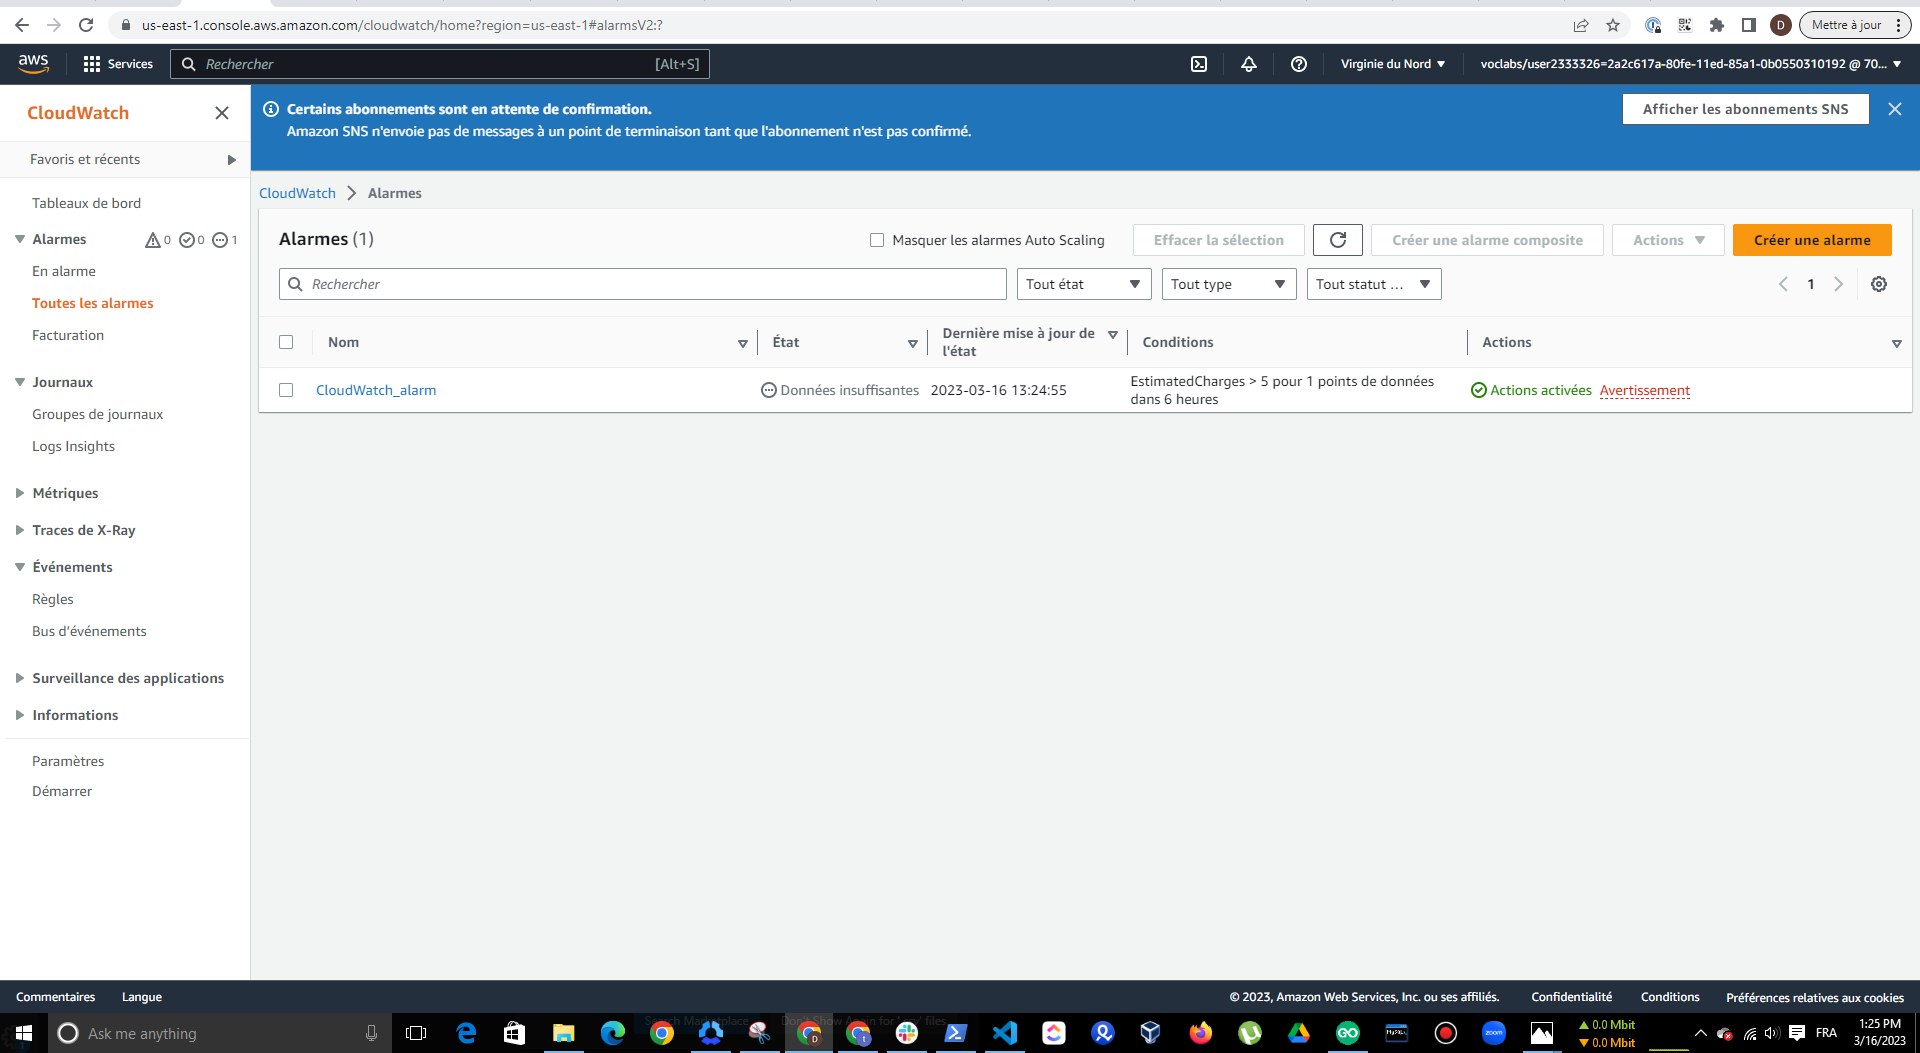 us-east-1.console.aws.amazon.com/cloudwatch/home?region=us-east-1#alarmsV2:?
D
Mettre à jour
aws
Services
Rechercher
[Alt+S]
Virginie du Nord
voclabs/user2333326=2a2c617a-80fe-11ed-85a1-0b0550310192 @ 70...
CloudWatch
Favoris et récents
Tableaux de bord
Alarmes
0
0
1
En alarme
Toutes les alarmes
Facturation
Journaux
Groupes de journaux
Logs Insights
Métriques
Traces de X-Ray
Événements
Règles
Bus d’événements
Surveillance des applications
Informations
Paramètres
Démarrer
Certains abonnements sont en attente de confirmation.
Amazon SNS n'envoie pas de messages à un point de terminaison tant que l'abonnement n'est pas confirmé.
Afficher les abonnements SNS
CloudWatch
Alarmes
Alarmes (1)
Masquer les alarmes Auto Scaling
Effacer la sélection
Créer une alarme composite
Actions
Créer une alarme
Rechercher
Tout état
Tout type
Tout statut ...
1
Nom
État
Dernière mise à jour de
l'état
Conditions
Actions
CloudWatch_alarm
Données insuffisantes
2023-03-16 13:24:55
EstimatedCharges > 5 pour 1 points de données
dans 6 heures
Actions activées
Avertissement
Commentaires
Langue
© 2023, Amazon Web Services, Inc. ou ses affiliés.
Confidentialité
Conditions
Préférences relatives aux cookies
Ask me anything
D
t
MySQL
zoom
0.0 Mbit
0.0 Mbit
FRA
1:25 PM
3/16/2023